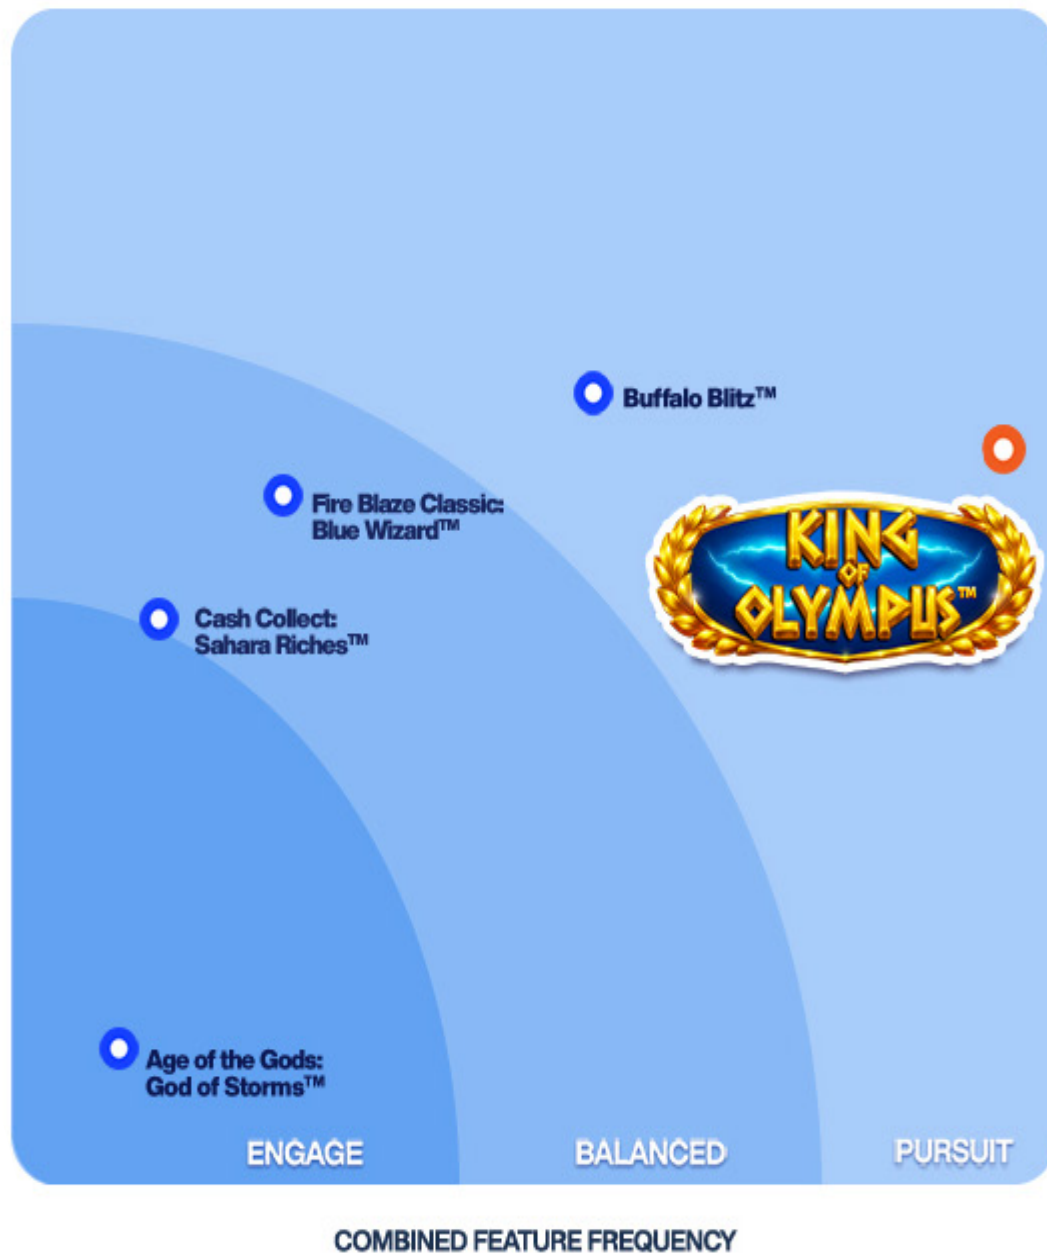 Buffalo Blitz™
Fire Blaze Classic:
Blue Wizard™
KING
OF
OLYMPUS™
Cash Collect:
Sahara Riches™
Age of the Gods:
God of Storms™
ENGAGE
BALANCED
PURSUIT
COMBINED FEATURE FREQUENCY